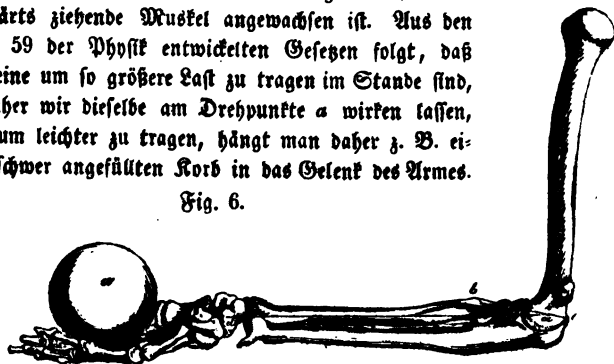 ärts ziehende Muskel angewachsen ist. Aus den
59 der Physik entwickelten Gesetzen folgt, daß
eine um so größere Last zu tragen im Stande sind,
her wir dieselbe am Drehpunkte a wirken lassen,
um leichter zu tragen, hängt man daher z. B. ei-
schwer angefüllten Korb in das Gelenk des Armes.
Fig. 6.
b